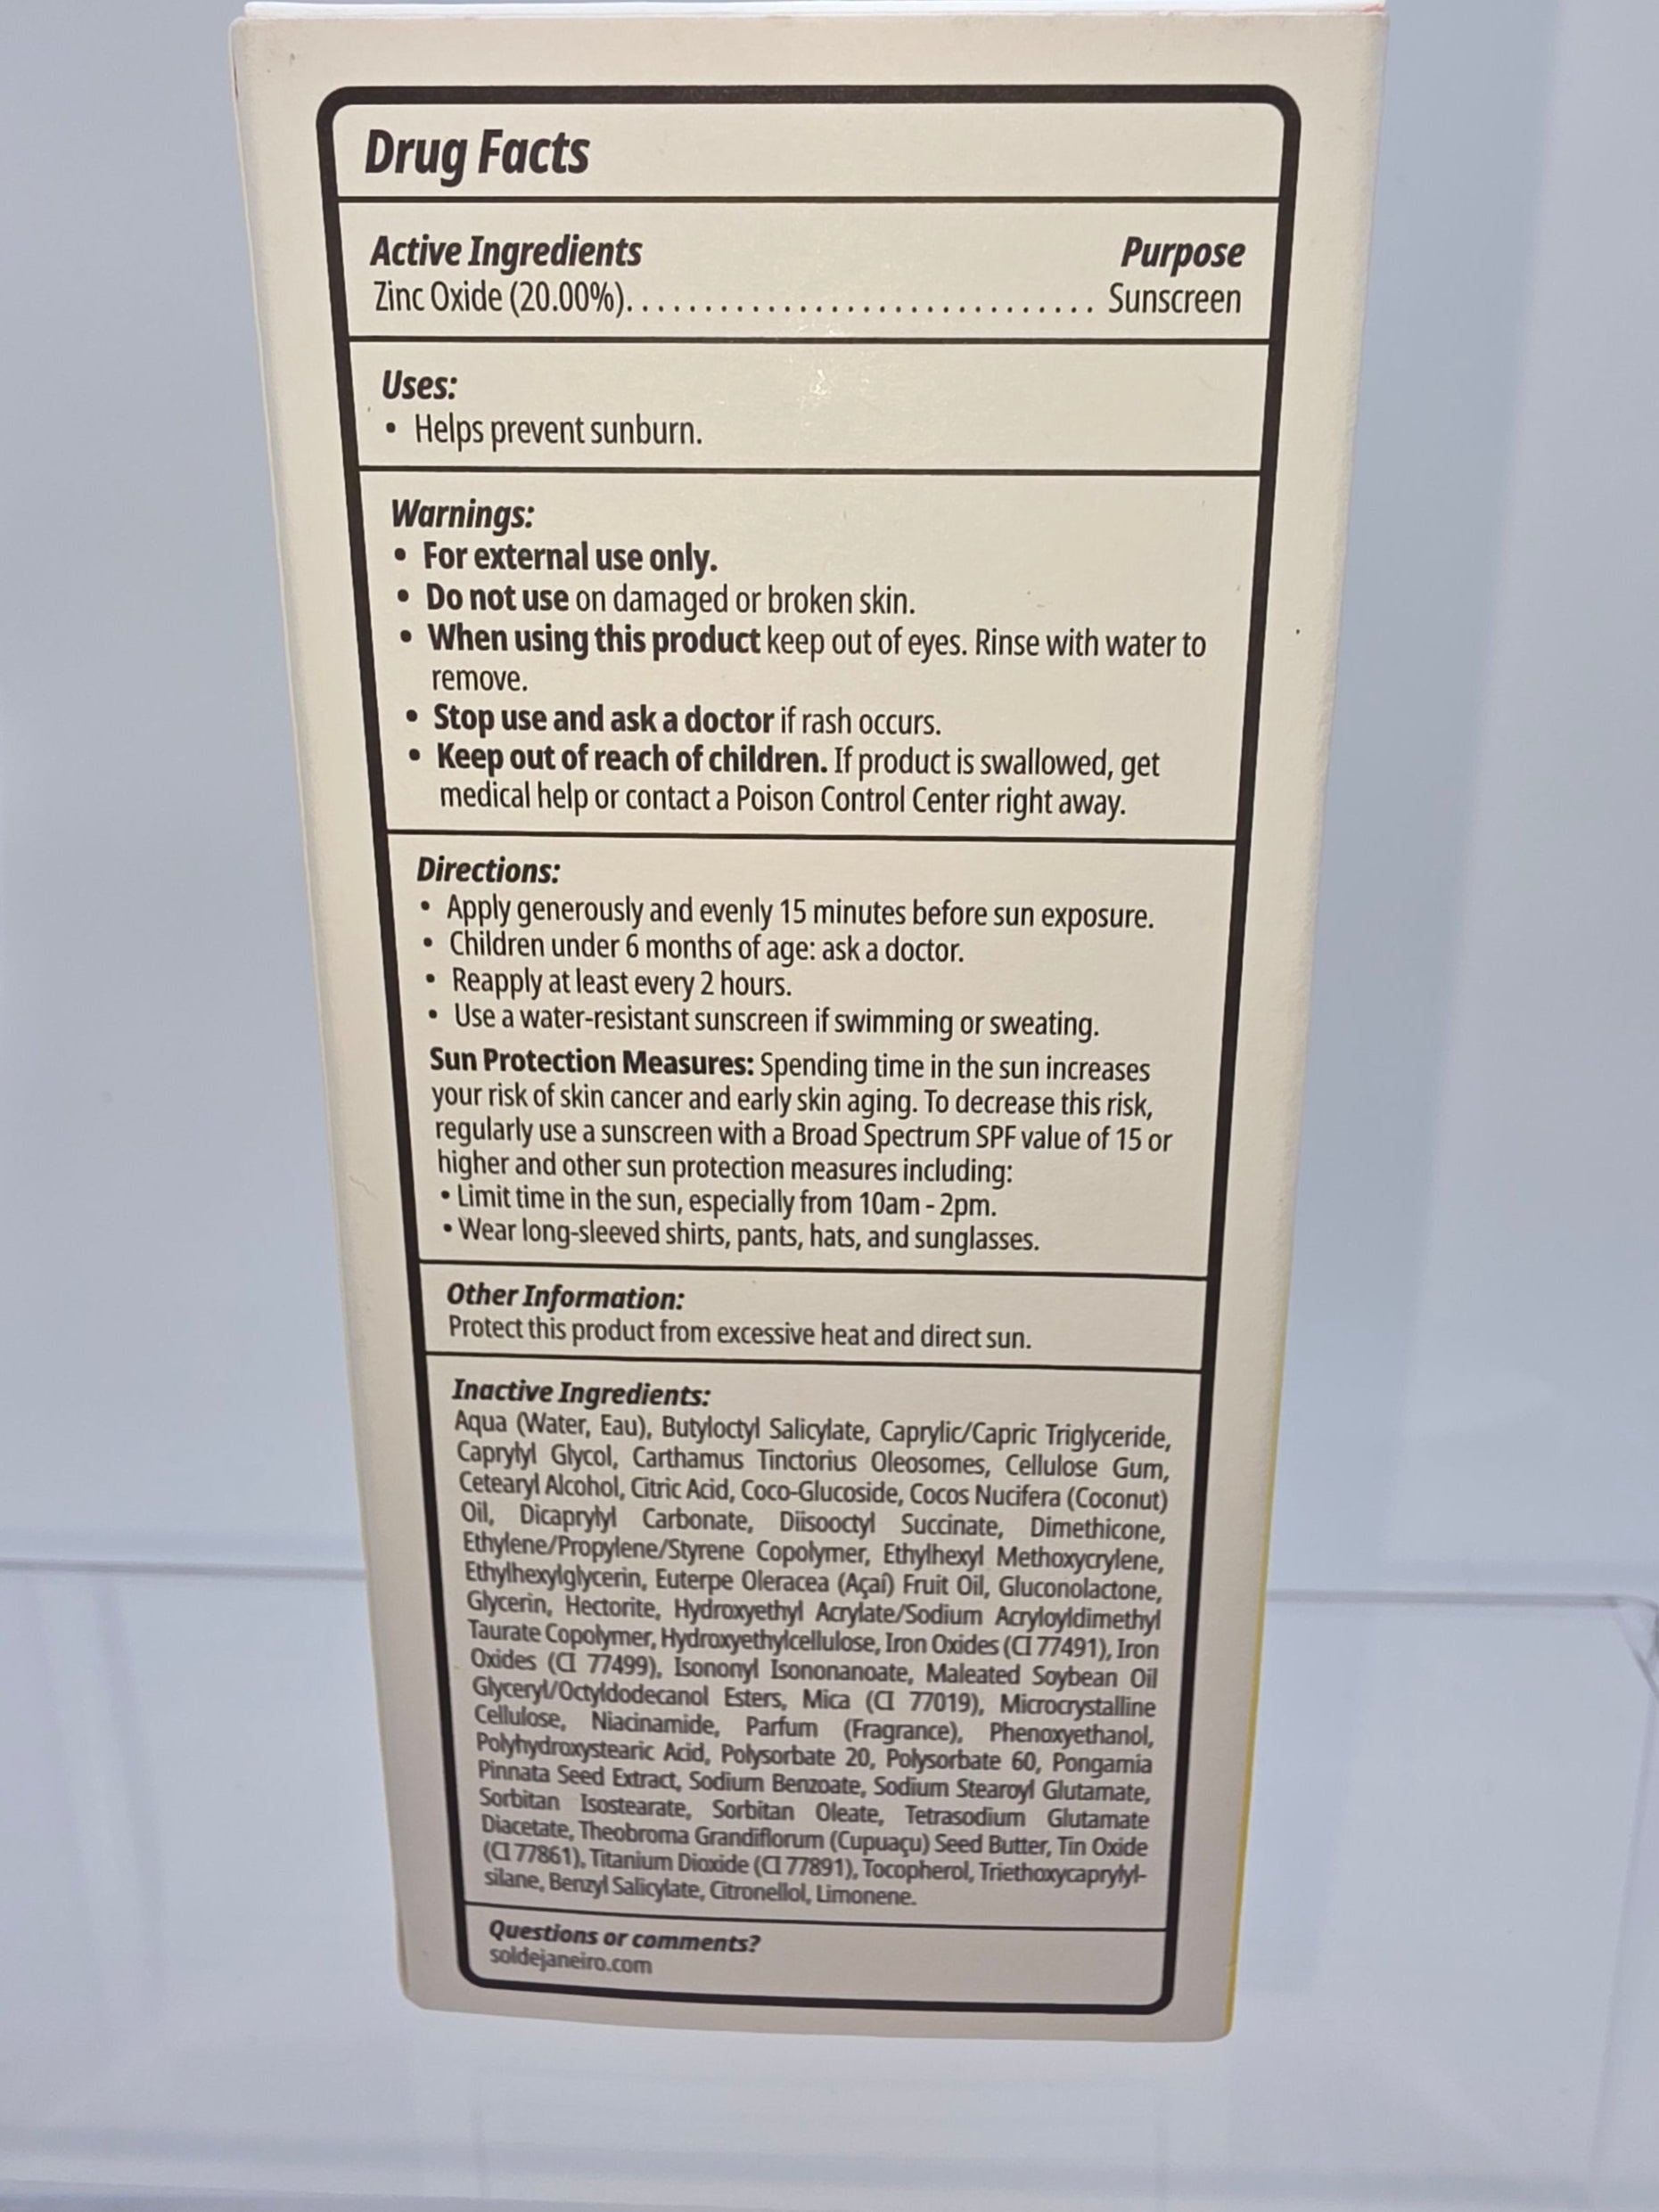 Drug Facts
Active Ingredients Purpose
Zinc Oxide (20.00%).............................. Sunscreen
Uses:
• Helps prevent sunburn.
Warnings:
• For external use only.
• Do not use on damaged or broken skin.
• When using this product keep out of eyes. Rinse with water to
remove.
• Stop use and ask a doctor if rash occurs.
• Keep out of reach of children. If product is swallowed, get
medical help or contact a Poison Control Center right away.
Directions:
• Apply generously and evenly 15 minutes before sun exposure.
• Children under 6 months of age: ask a doctor.
• Reapply at least every 2 hours.
• Use a water-resistant sunscreen if swimming or sweating.
Sun Protection Measures: Spending time in the sun increases
your risk of skin cancer and early skin aging. To decrease this risk,
regularly use a sunscreen with a Broad Spectrum SPF value of 15 or
higher and other sun protection measures including:
• Limit time in the sun, especially from 10am - 2pm.
• Wear long-sleeved shirts, pants, hats, and sunglasses.
Other Information:
Protect this product from excessive heat and direct sun.
Inactive Ingredients:
Aqua (Water, Eau), Butyloctyl Salicylate, Caprylic/Capric Triglyceride,
Caprylyl Glycol, Carthamus Tinctorius Oleosomes, Cellulose Gum,
Cetearyl Alcohol, Citric Acid, Coco-Glucoside, Cocos Nucifera (Coconut)
Oil, Dicaprylyl Carbonate, Diisooctyl Succinate, Dimethicone,
Ethylene/Propylene/Styrene Copolymer, Ethylhexyl Methoxycrylene,
Ethylhexylglycerin, Euterpe Oleracea (Açaí) Fruit Oil, Gluconolactone,
Glycerin, Hectorite, Hydroxyethyl Acrylate/Sodium Acryloyldimethyl
Taurate Copolymer, Hydroxyethylcellulose, Iron Oxides (CI 77491), Iron
Oxides (CI 77499), Isononyl Isononanoate, Maleated Soybean Oil
Glyceryl/Octyldodecanol Esters, Mica (CI 77019), Microcrystalline
Cellulose, Niacinamide, Parfum (Fragrance), Phenoxyethanol,
Polyhydroxystearic Acid, Polysorbate 20, Polysorbate 60, Pongamia
Pinnata Seed Extract, Sodium Benzoate, Sodium Stearoyl Glutamate,
Sorbitan Isostearate, Sorbitan Oleate, Tetrasodium Glutamate
Diacetate, Theobroma Grandiflorum (Cupuaçu) Seed Butter, Tin Oxide
(CI 77861), Titanium Dioxide (CI 77891), Tocopherol, Triethoxycaprylyl-
silane, Benzyl Salicylate, Citronellol, Limonene.
Questions or comments?
soldejaneiro.com